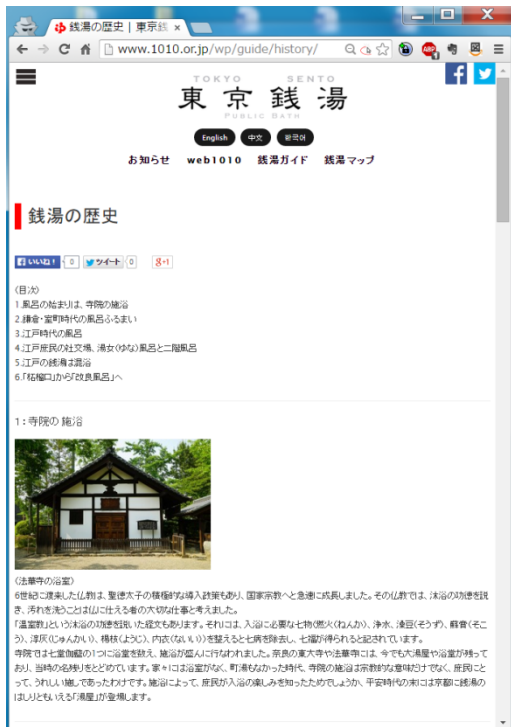 銭湯の歴史 | 東京銭
www.1010.or.jp/wp/guide/history/
ABP
TOKYO SENTO
東京銭湯
PUBLIC BATH
English 中文 한국어
お知らせ web1010 銭湯ガイド 銭湯マップ
銭湯の歴史
いいね! 0 ツイート 0 8+1
〈目次〉
1.風呂の始まりは、寺院の施浴
2.鎌倉・室町時代の風呂ふるまい
3.江戸時代の風呂
4.江戸庶民の社交場、湯女(ゆな)風呂と二階風呂
5.江戸の銭湯は混浴
6.「柘榴口」から「改良風呂」へ
1:寺院の 施浴
〈法華寺の浴室〉
6世紀に渡来した仏教は、聖徳太子の積極的な導入政策もあり、国家宗教へと急速に成長しました。その仏教では、沐浴の功徳を説
き、汚れを洗うことは仏に仕える者の大切な仕事と考えました。
「温室教」という沐浴の功徳を説いた経文もあります。それには、入浴に必要な七物(燃火(ねんか)、浄水、澡豆(そうず)、蘇膏(そこ
う)、淳灰(じゅんかい)、楊枝(ようじ)、内衣(ないい))を整えると七病を除去し、七福が得られると記されています。
寺院では七堂伽藍の1つに浴室を数え、施浴が盛んに行なわれました。奈良の東大寺や法華寺には、今でも大湯屋や浴室が残って
おり、当時の名残りをとどめています。家々には浴室がなく、町湯もなかった時代、寺院の施浴は宗教的な意味だけでなく、庶民にと
って、うれしい施しであったわけです。施浴によって、庶民が入浴の楽しみを知ったためでしょうか、平安時代の末には京都に銭湯の
はしりともいえる「湯屋」が登場します。